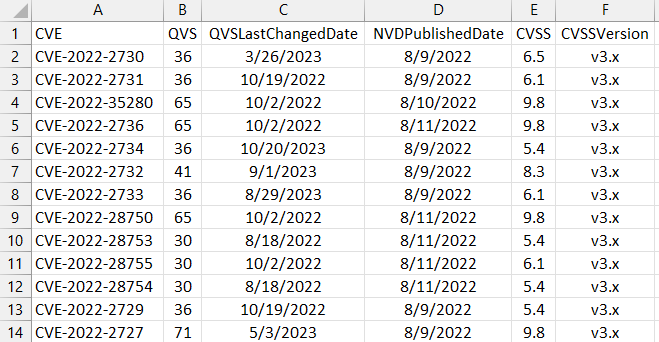 A B C D E F
1 CVE QVS QVSLastChangedDate NVDPublishedDate CVSS CVSSVersion
2 CVE-2022-2730 36 3/26/2023 8/9/2022 6.5 v3.x
3 CVE-2022-2731 36 10/19/2022 8/9/2022 6.1 v3.x
4 CVE-2022-35280 65 10/2/2022 8/10/2022 9.8 v3.x
5 CVE-2022-2736 65 10/2/2022 8/11/2022 9.8 v3.x
6 CVE-2022-2734 36 10/20/2023 8/9/2022 5.4 v3.x
7 CVE-2022-2732 41 9/1/2023 8/9/2022 8.3 v3.x
8 CVE-2022-2733 36 8/29/2023 8/9/2022 6.1 v3.x
9 CVE-2022-28750 65 10/2/2022 8/11/2022 9.8 v3.x
10 CVE-2022-28753 30 8/18/2022 8/11/2022 5.4 v3.x
11 CVE-2022-28755 30 10/2/2022 8/11/2022 6.1 v3.x
12 CVE-2022-28754 30 8/18/2022 8/11/2022 5.4 v3.x
13 CVE-2022-2729 36 10/19/2022 8/9/2022 5.4 v3.x
14 CVE-2022-2727 71 5/3/2023 8/9/2022 9.8 v3.x